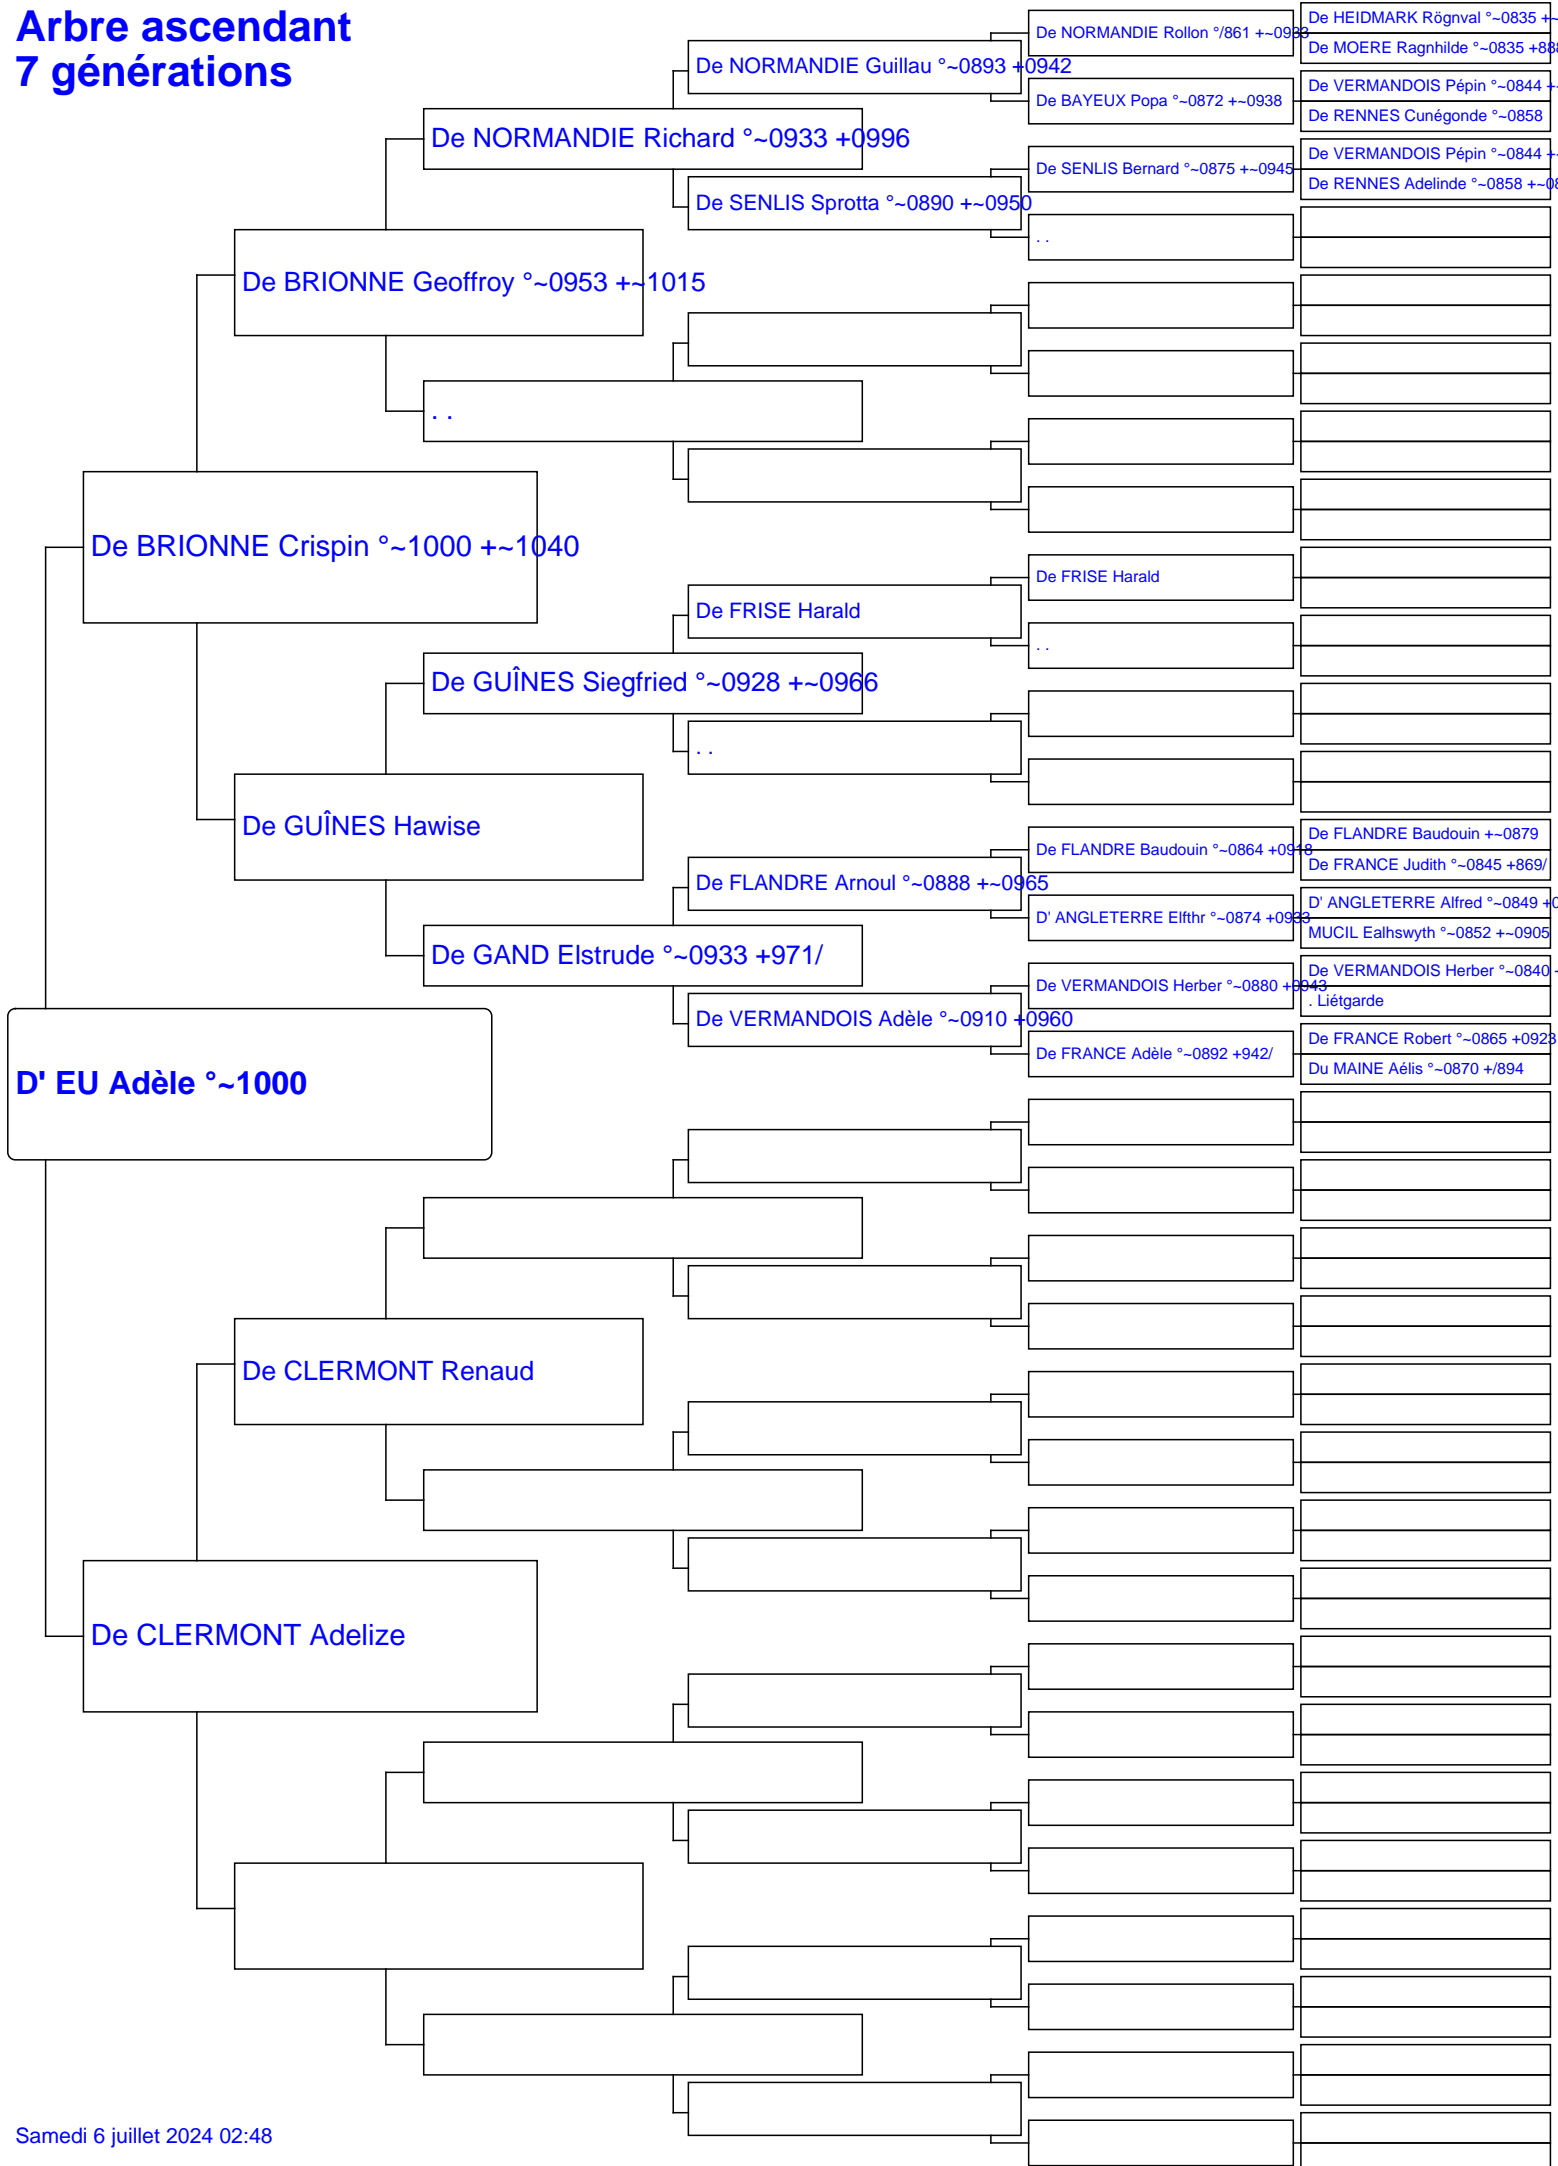 Arbre ascendant
7 générations
De HEIDMARK Rögnval °~0835 +~
De NORMANDIE Rollon °/861 +~0933
De MOERE Ragnhilde °~0835 +888
De NORMANDIE Guillau °~0893 +0942
De VERMANDOIS Pépin °~0844 +~
De BAYEUX Popa °~0872 +~0938
De RENNES Cunégonde °~0858
De NORMANDIE Richard °~0933 +0996
De VERMANDOIS Pépin °~0844 +~
De SENLIS Bernard °~0875 +~0945
De RENNES Adelinde °~0858 +~08
De SENLIS Sprotta °~0890 +~0950
. .
De BRIONNE Geoffroy °~0953 +~1015
. .
De BRIONNE Crispin °~1000 +~1040
De FRISE Harald
De FRISE Harald
. .
De GUÎNES Siegfried °~0928 +~0966
. .
De GUÎNES Hawise
De FLANDRE Baudouin +~0879
De FLANDRE Baudouin °~0864 +0918
De FRANCE Judith °~0845 +869/
De FLANDRE Arnoul °~0888 +~0965
D' ANGLETERRE Alfred °~0849 +0
D' ANGLETERRE Elfthr °~0874 +0933
MUCIL Ealhswyth °~0852 +~0905
De GAND Elstrude °~0933 +971/
De VERMANDOIS Herber °~0840 +
De VERMANDOIS Herber °~0880 +0943
. Liétgarde
De VERMANDOIS Adèle °~0910 +0960
De FRANCE Robert °~0865 +0923
De FRANCE Adèle °~0892 +942/
Du MAINE Aélis °~0870 +/894
D' EU Adèle °~1000
De CLERMONT Renaud
De CLERMONT Adelize
Samedi 6 juillet 2024 02:48